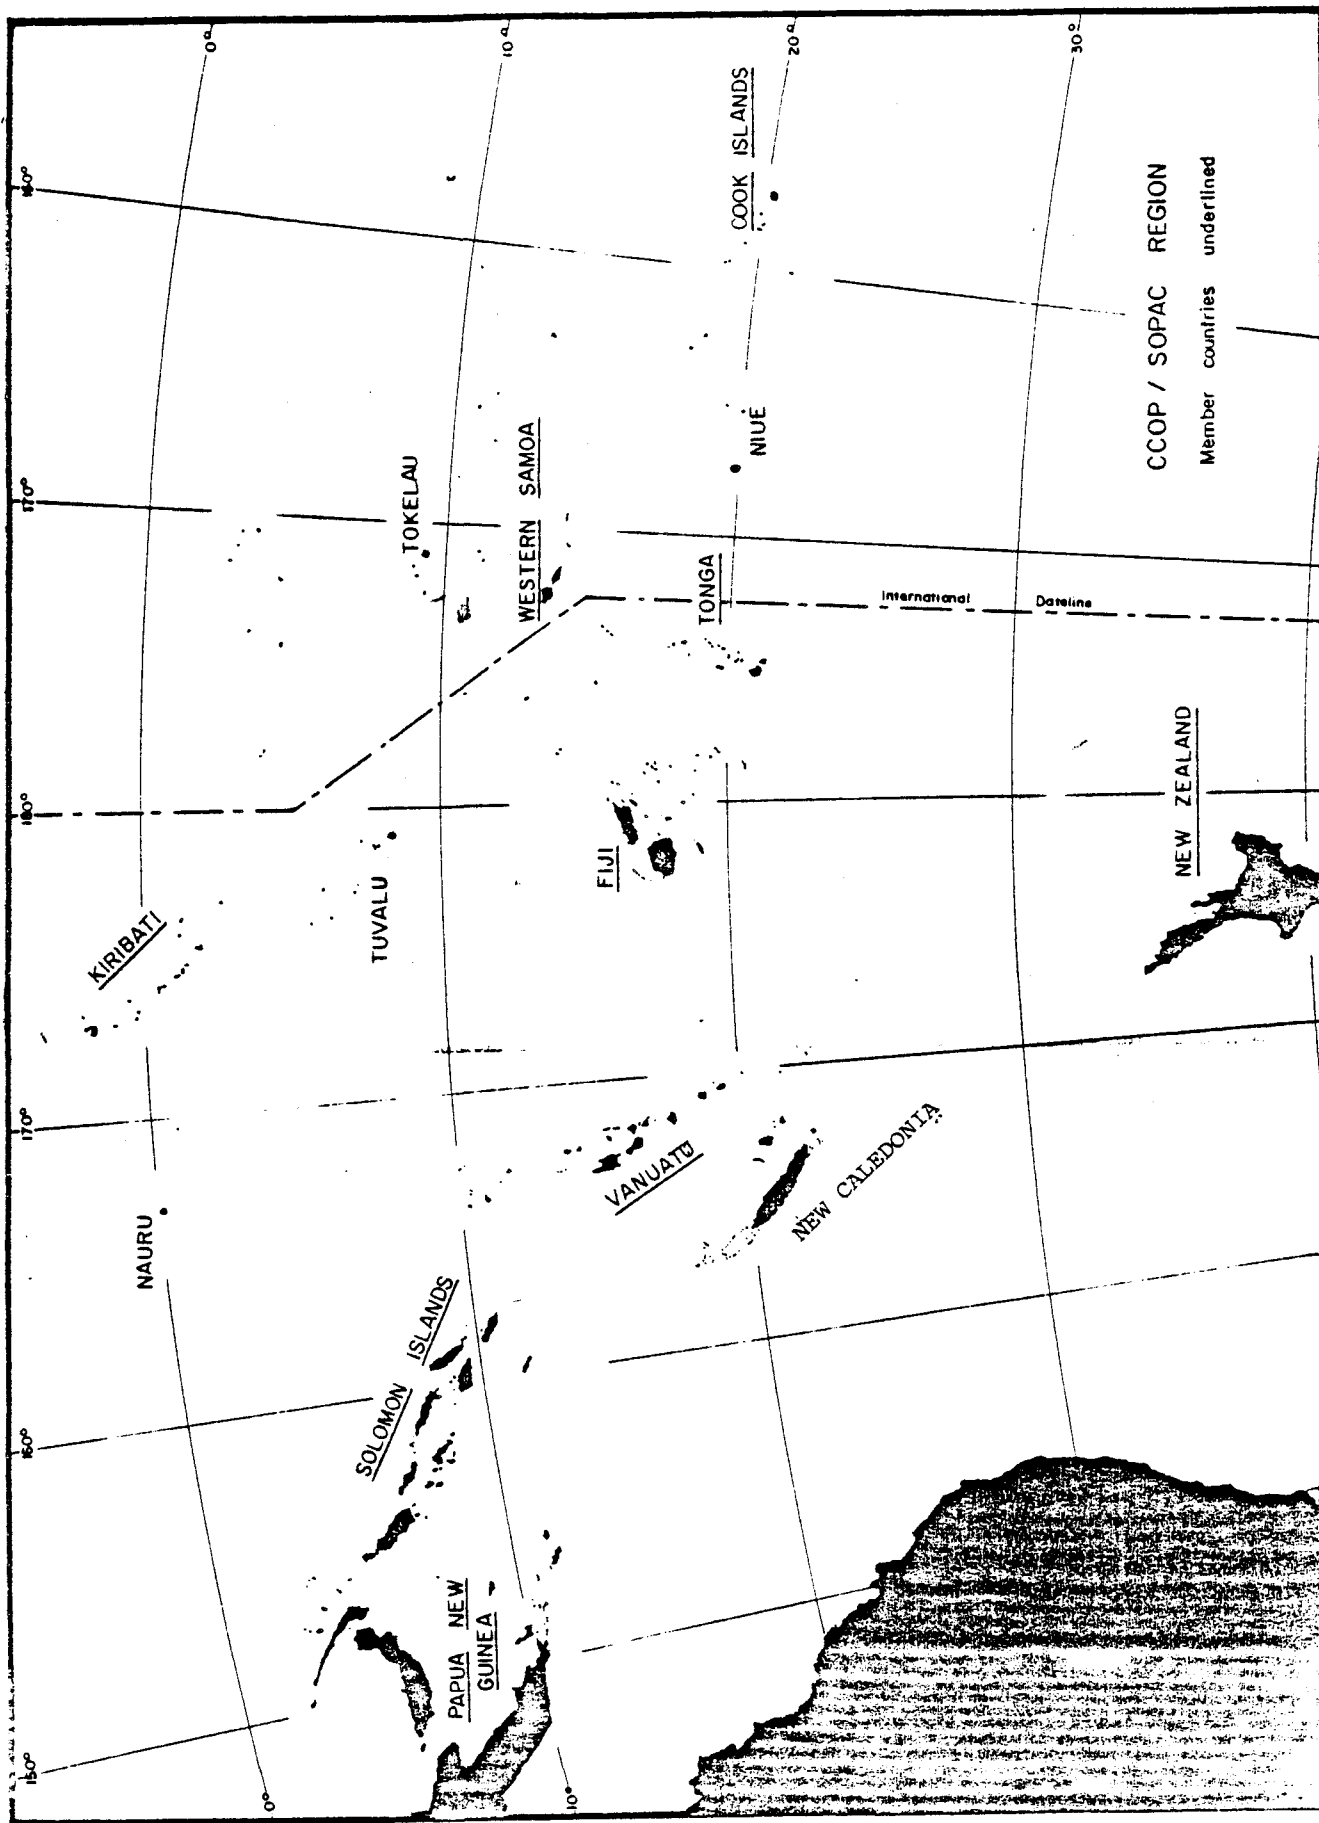 150°
160°
170°
180°
170°
160°
0°
10°
20°
30°
0°
10°
KIRIBATI
NAURU
TUVALU
TOKELAU
SOLOMON ISLANDS
PAPUA NEW
GUINEA
WESTERN SAMOA
COOK ISLANDS
FIJI
VANUATU
TONGA
NIUE
NEW CALEDONIA
International Dateline
NEW ZEALAND
CCOP / SOPAC REGION
Member countries underlined